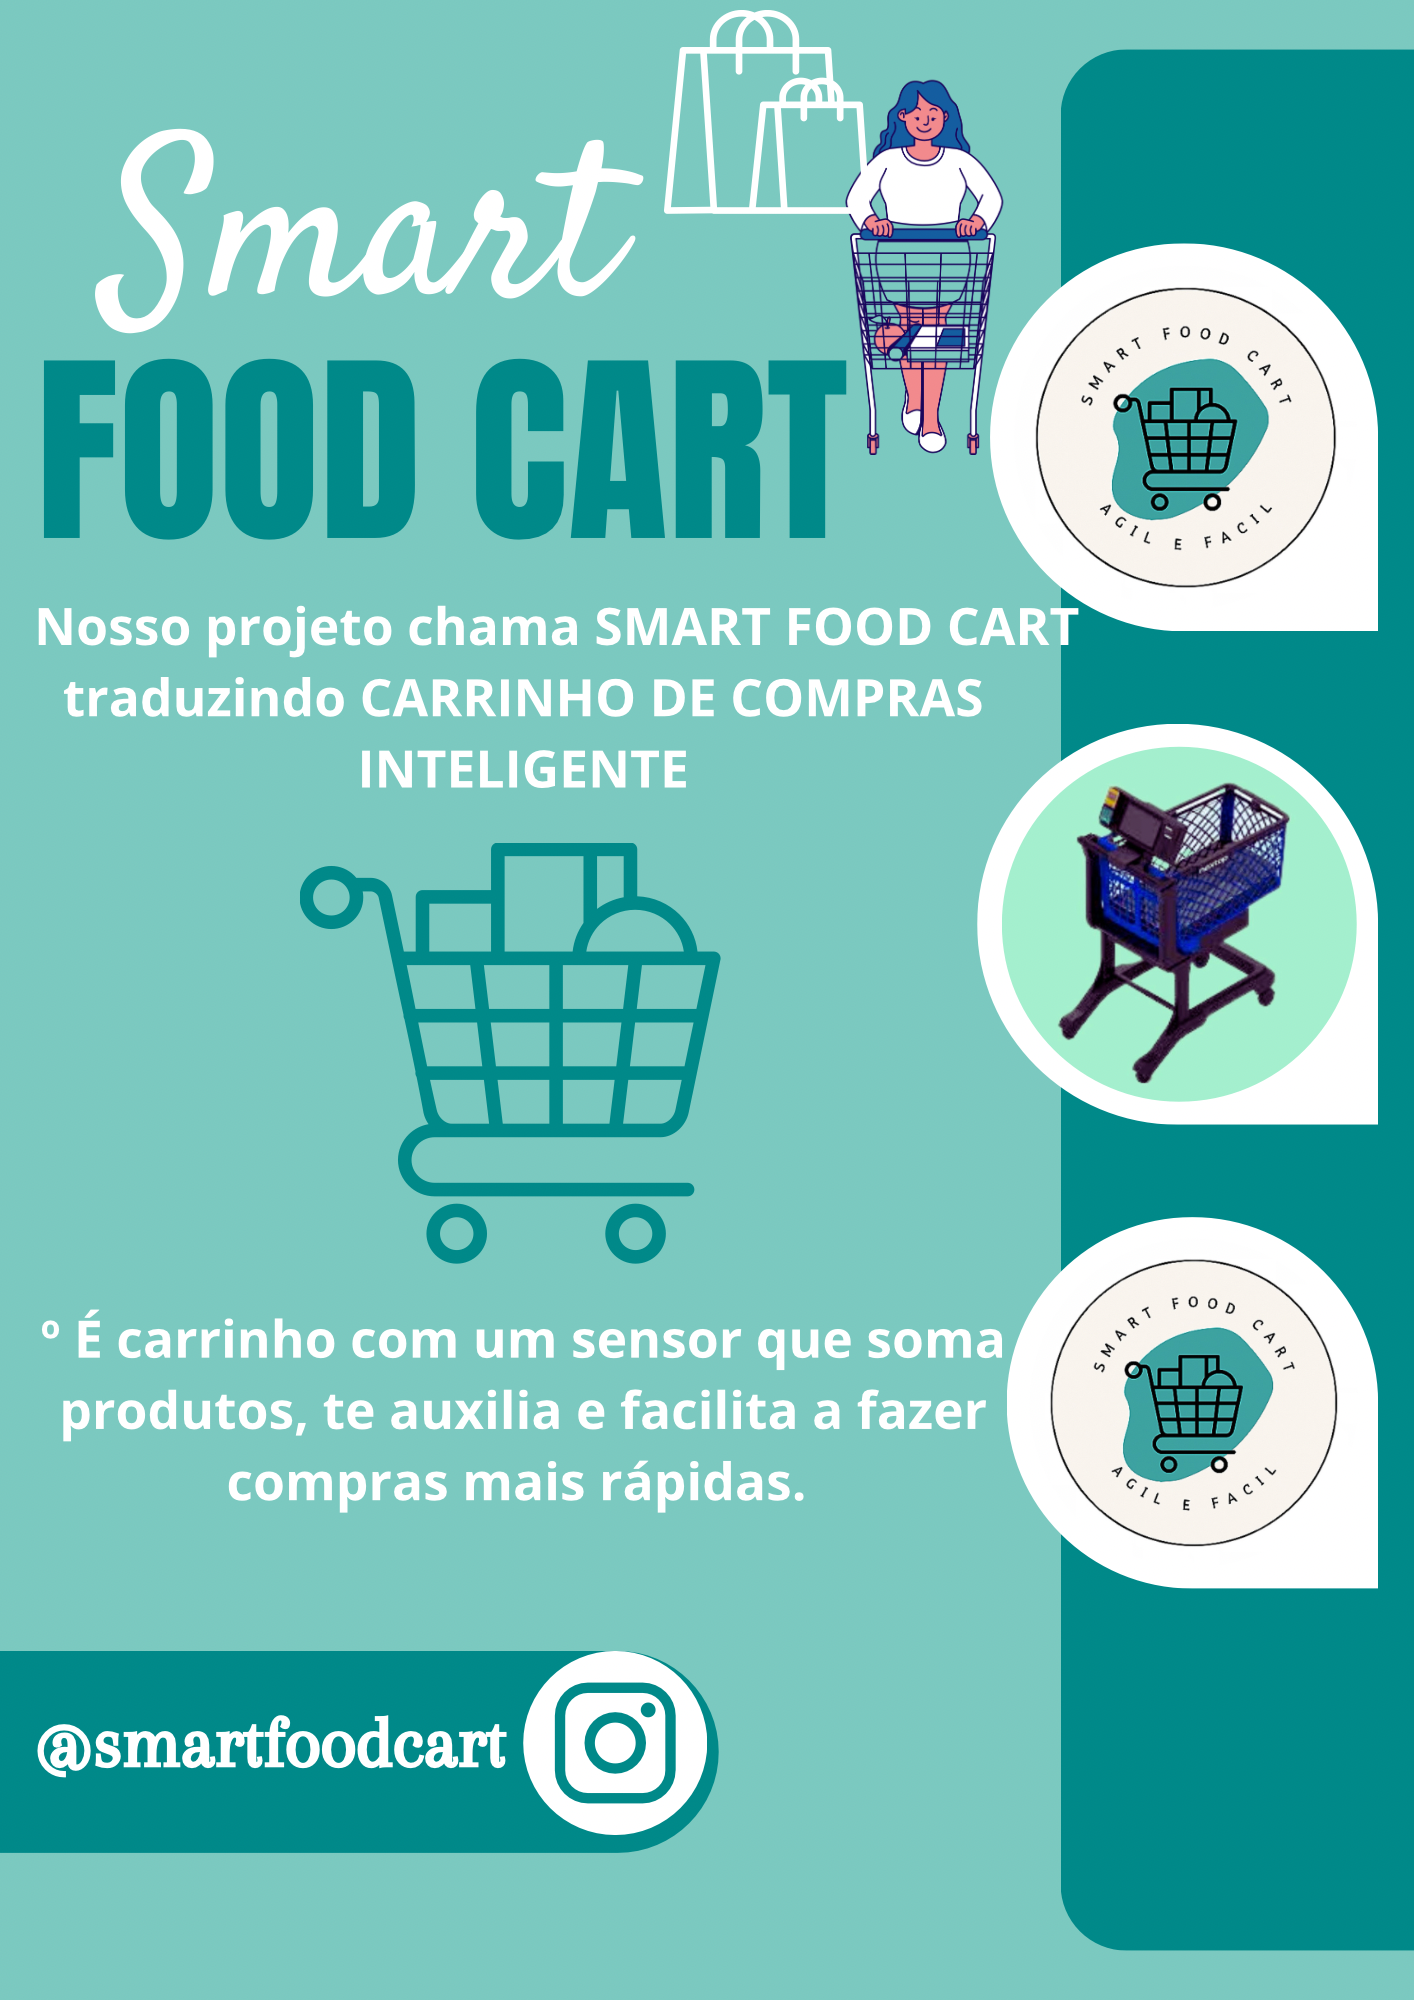 Smart
FOOD CART
SMART FOOD CART
AGIL E FACIL
Nosso projeto chama SMART FOOD CART
traduzindo CARRINHO DE COMPRAS
INTELIGENTE
º É carrinho com um sensor que soma
produtos, te auxilia e facilita a fazer
compras mais rápidas.
SMART FOOD CART
AGIL E FACIL
@smartfoodcart